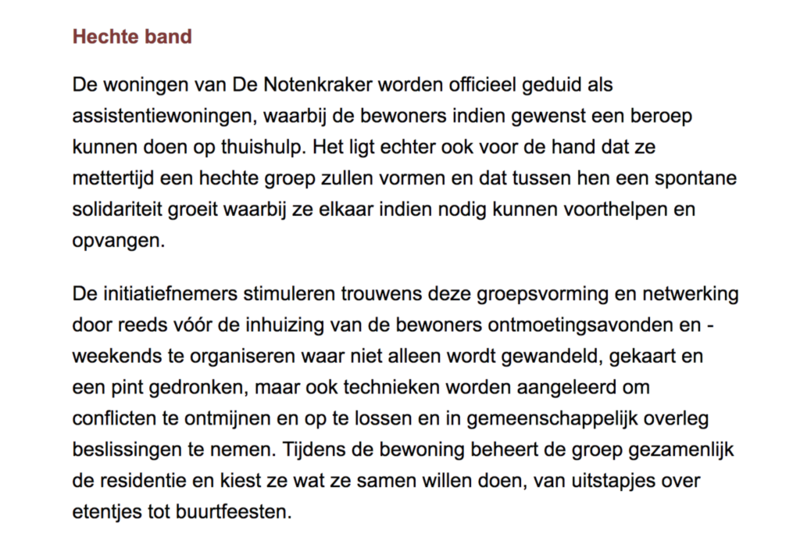 Hechte band
De woningen van De Notenkraker worden officieel geduid als
assistentiewoningen, waarbij de bewoners indien gewenst een beroep
kunnen doen op thuishulp. Het ligt echter ook voor de hand dat ze
mettertijd een hechte groep zullen vormen en dat tussen hen een spontane
solidariteit groeit waarbij ze elkaar indien nodig kunnen voorthelpen en
opvangen.
De initiatiefnemers stimuleren trouwens deze groepsvorming en netwerking
door reeds vóór de inhuizing van de bewoners ontmoetingsavonden en -
weekends te organiseren waar niet alleen wordt gewandeld, gekaart en
een pint gedronken, maar ook technieken worden aangeleerd om
conflicten te ontmijnen en op te lossen en in gemeenschappelijk overleg
beslissingen te nemen. Tijdens de bewoning beheert de groep gezamenlijk
de residentie en kiest ze wat ze samen willen doen, van uitstapjes over
etentjes tot buurtfeesten.